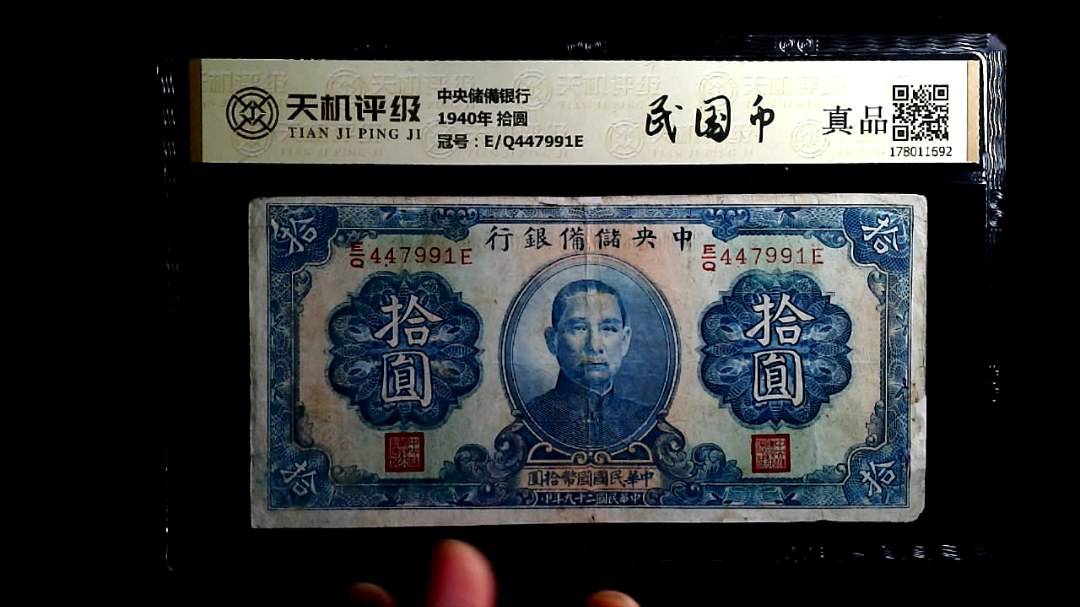 天机评级
TIAN JI PING JI
中央储備银行
1940年 拾圆
冠号：E/Q447991E
民国币
真品
178011692
拾
拾
行銀備儲央中
E/Q 447991E
E/Q 447991E
拾圓
拾圓
圓拾幣國國民華中
印年九十二國民華中
拾
拾